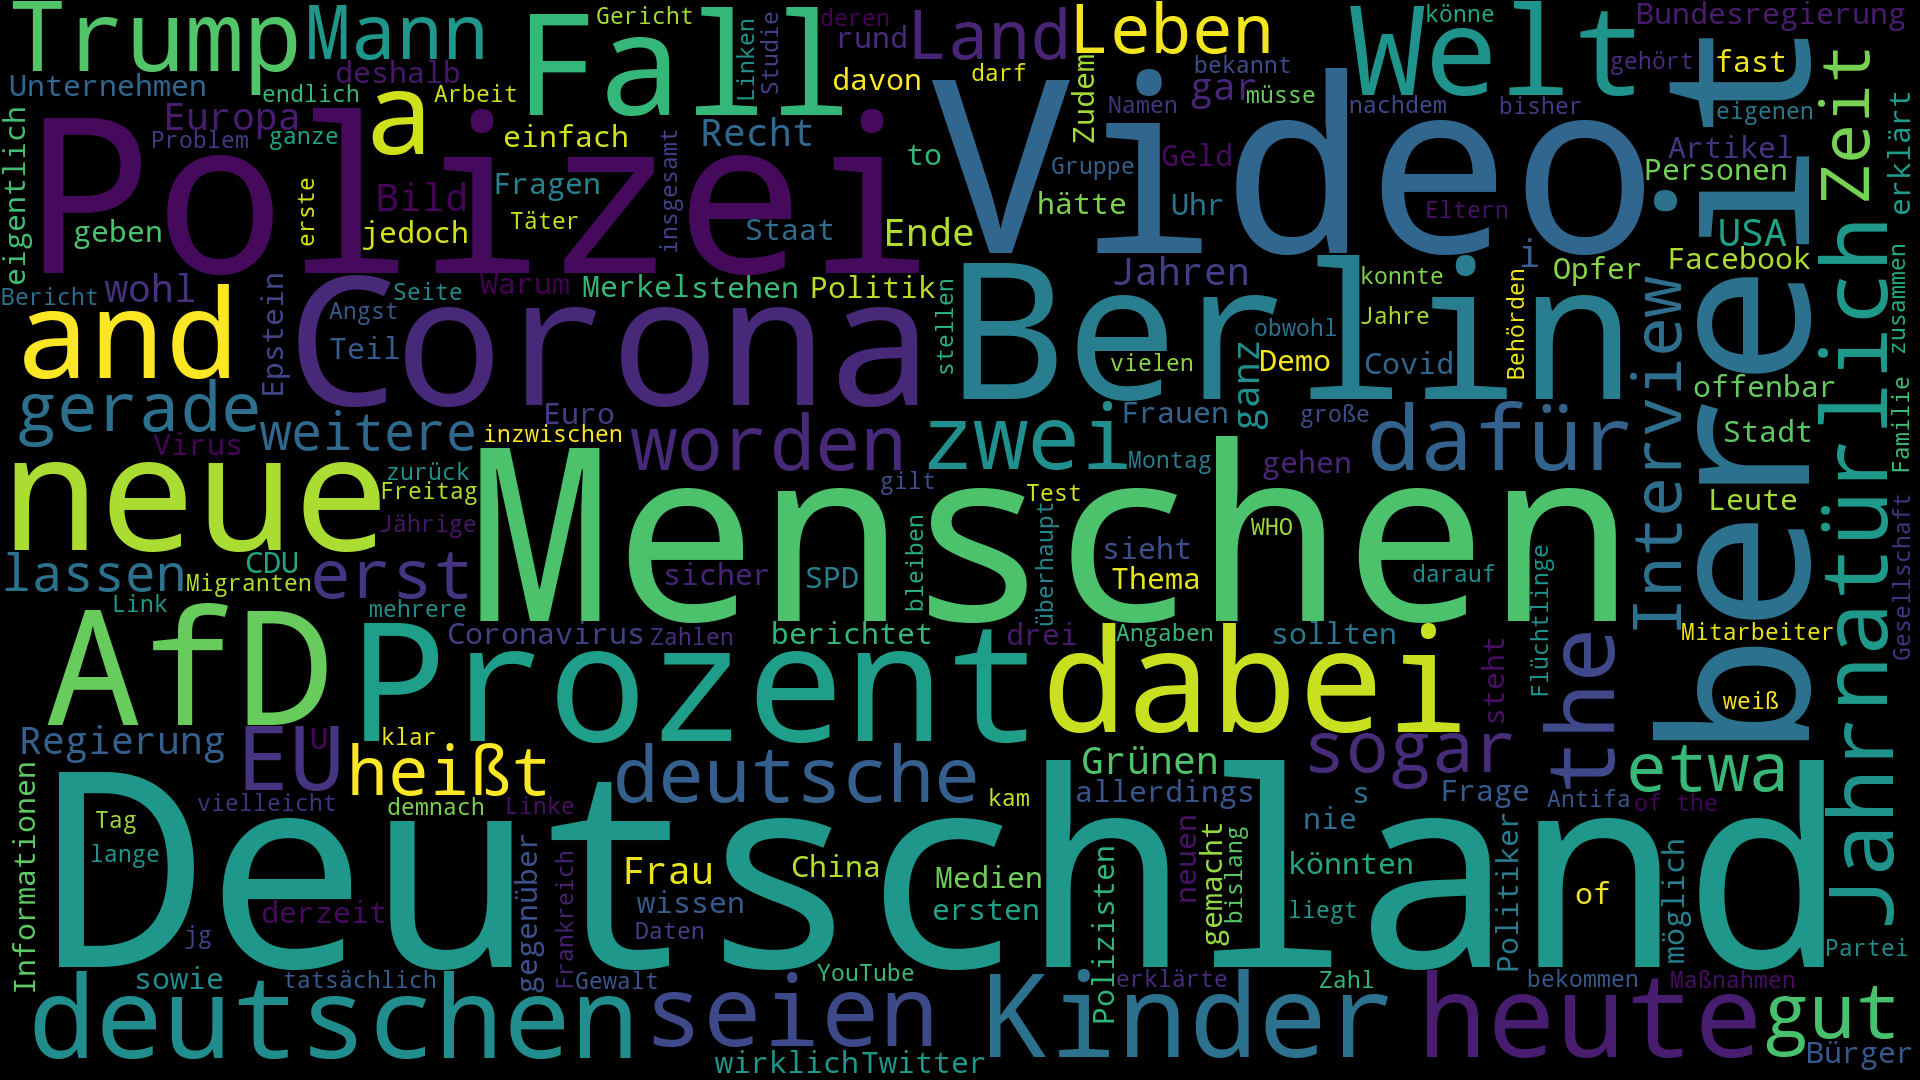 Trump
Mann
Fall
Gericht
Linken
Studie
deren
rund
Land
Leben
Welt
könne
Bundesregierung
Unternehmen
deshalb
endlich
a
Arbeit
davon
darf
Zudem
bekannt
gar
müsse
gehört
fast
Zeit
Europa
Problem
ganze
einfach
Recht
to
Video
Namen
nachdem
bisher
eigenen
erklärt
eigentlich
Polizei
erste
Bild
Fragen
Täter
insgesamt
Staat
Gruppe
Geld
Artikel
Personen
geben
jedoch
Ende
hätte
Uhr
Eltern
USA
Bericht
wohl
Epstein
Seite
Warum
Merkel
stehen
Politik
Jahren
i
Opfer
Facebook
zusammen
and
Angst
Teil
Corona
stellen
Berlin
konnte
Jahre
obwohl
vielen
ganz
Demo
Covid
Behörden
Interview
bereit
natürlich
offenbar
Familie
gerade
Virus
weitere
Euro
inzwischen
worden
zwei
Frauen
große
dafür
Stadt
neue
zurück
Freitag
Jährige
Menschen
gilt
Montag
gehen
Test
WHO
Leute
Gesellschaft
lassen
CDU
Migranten
Link
erst
mehrere
sicher
SPD
bleiben
überhaupt
sieht
Thema
darauf
Flüchtlinge
AfD
Coronavirus
Zahlen
berichtet
drei
Angaben
sollten
Mitarbeiter
Prozent
dabei
steht
the
weiß
Regierung
EU
U
klar
heißt
deutsche
Grünen
sogar
etwa
Jahr
Informationen
vielleicht
demnach
Linke
kam
allerdings
s
Frage
Antifa
of the
Tag
lange
Deutschland
derzeit
jg
gegenüber
Frankreich
Frau
wissen
Daten
China
Medien
ersten
Polizisten
neuen
gemacht
bislang
nie
könnten
liegt
Politiker
of
möglich
Partei
sowie
tatsächlich
Gewalt
YouTube
erklärte
Zahl
bekommen
Maßnahmen
deutschen
seien
Kinder
heute
gut
wirklich
Twitter
Bürger